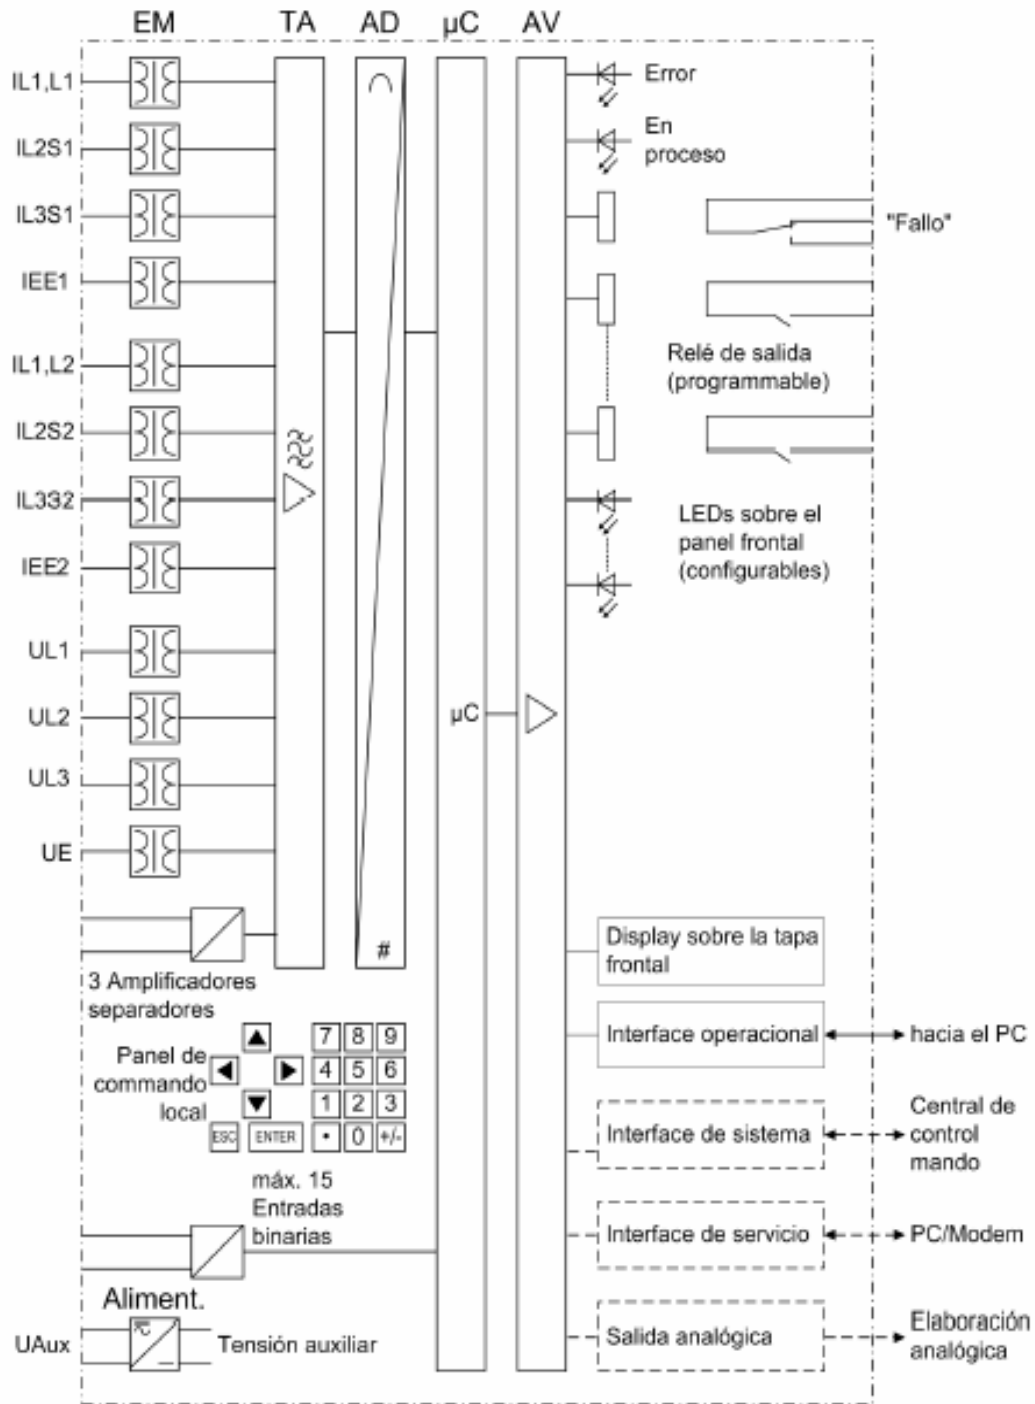 EM TA AD µC AV
IL1,L1
IL2S1
IL3S1
IEE1
IL1,L2
IL2S2
IL3S2
IEE2
UL1
UL2
UL3
UE
222
#
µC
Error
En
proceso
"Fallo"
Relé de salida
(programmable)
LEDs sobre el
panel frontal
(configurables)
3 Amplificadores
separadores
Panel de
commando
local
7 8 9
4 5 6
1 2 3
ESC ENTER • 0 +/-
máx. 15
Entradas
binarias
Aliment.
UAux
Tensión auxiliar
Display sobre la tapa
frontal
Interface operacional
hacia el PC
Interface de sistema
Central de
control
mando
Interface de servicio
PC/Modem
Salida analógica
Elaboración
analógica